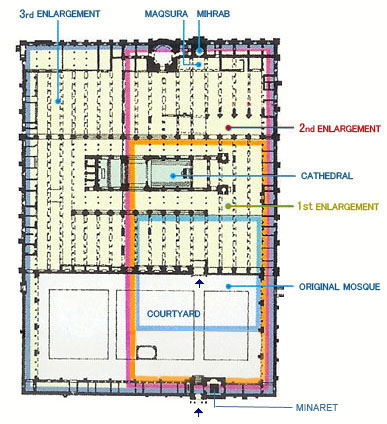 3rd ENLARGEMENT
MAQSURA MIHRAB
2nd ENLARGEMENT
CATHEDRAL
1st ENLARGEMENT
ORIGINAL MOSQUE
COURTYARD
MINARET